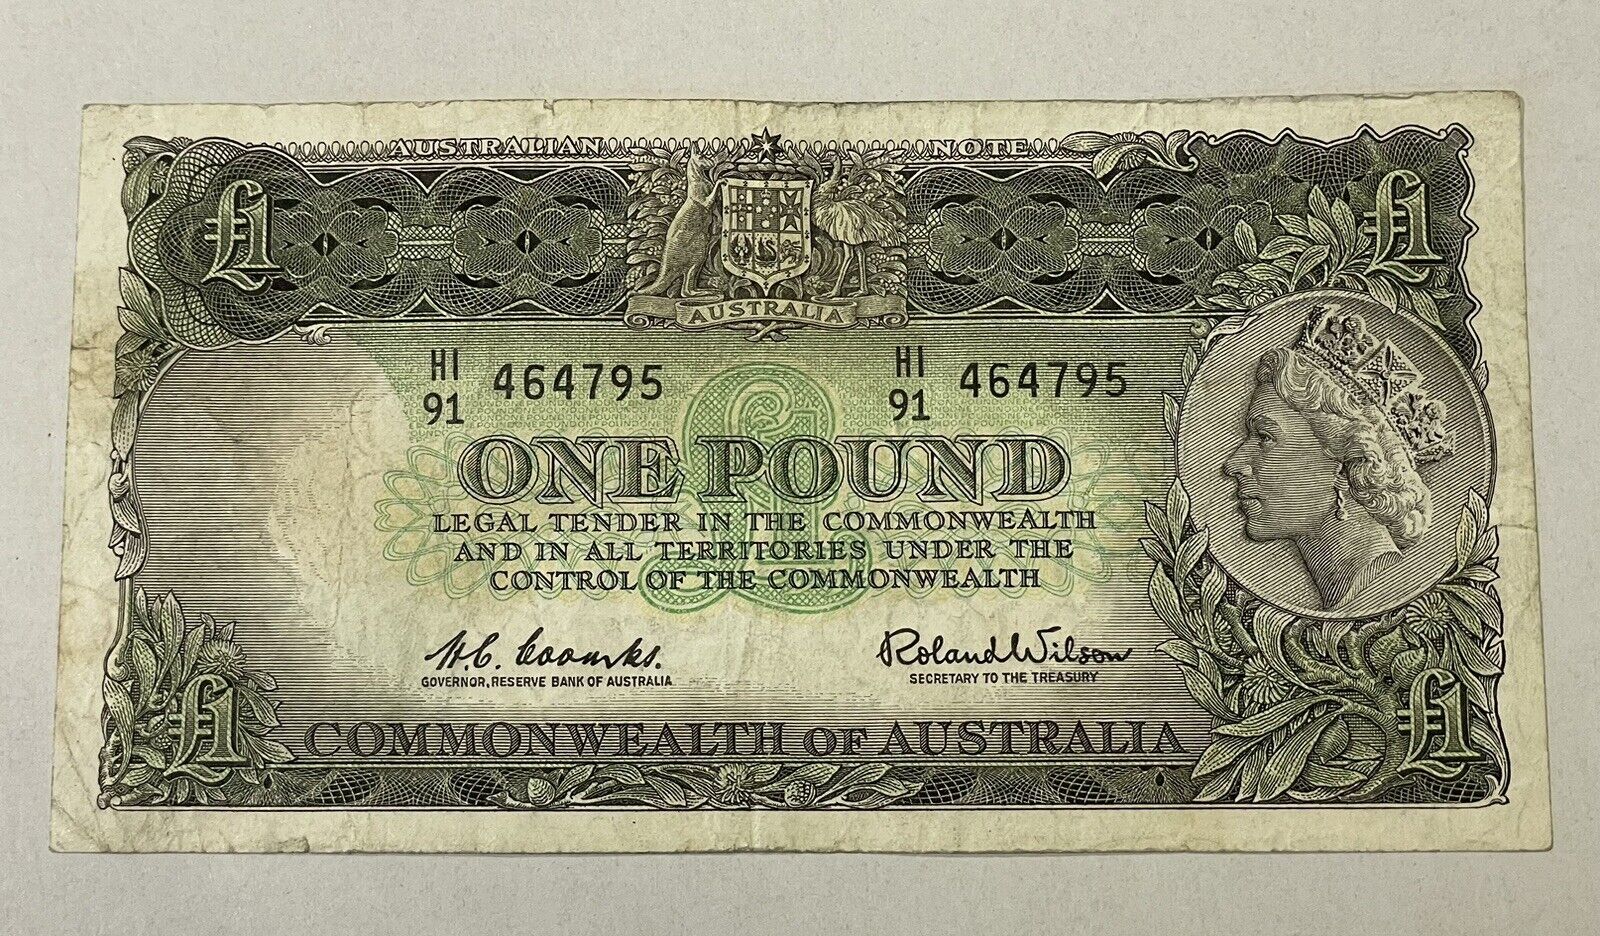 AUSTRALIAN NOTE
£1 £1
AUSTRALIA
HI
91 464795 HI
91 464795
ONE POUND
LEGAL TENDER IN THE COMMONWEALTH
AND IN ALL TERRITORIES UNDER THE
CONTROL OF THE COMMONWEALTH
H.C. Coombs. Roland Wilson
GOVERNOR, RESERVE BANK OF AUSTRALIA SECRETARY TO THE TREASURY
£1 £1
COMMONWEALTH OF AUSTRALIA